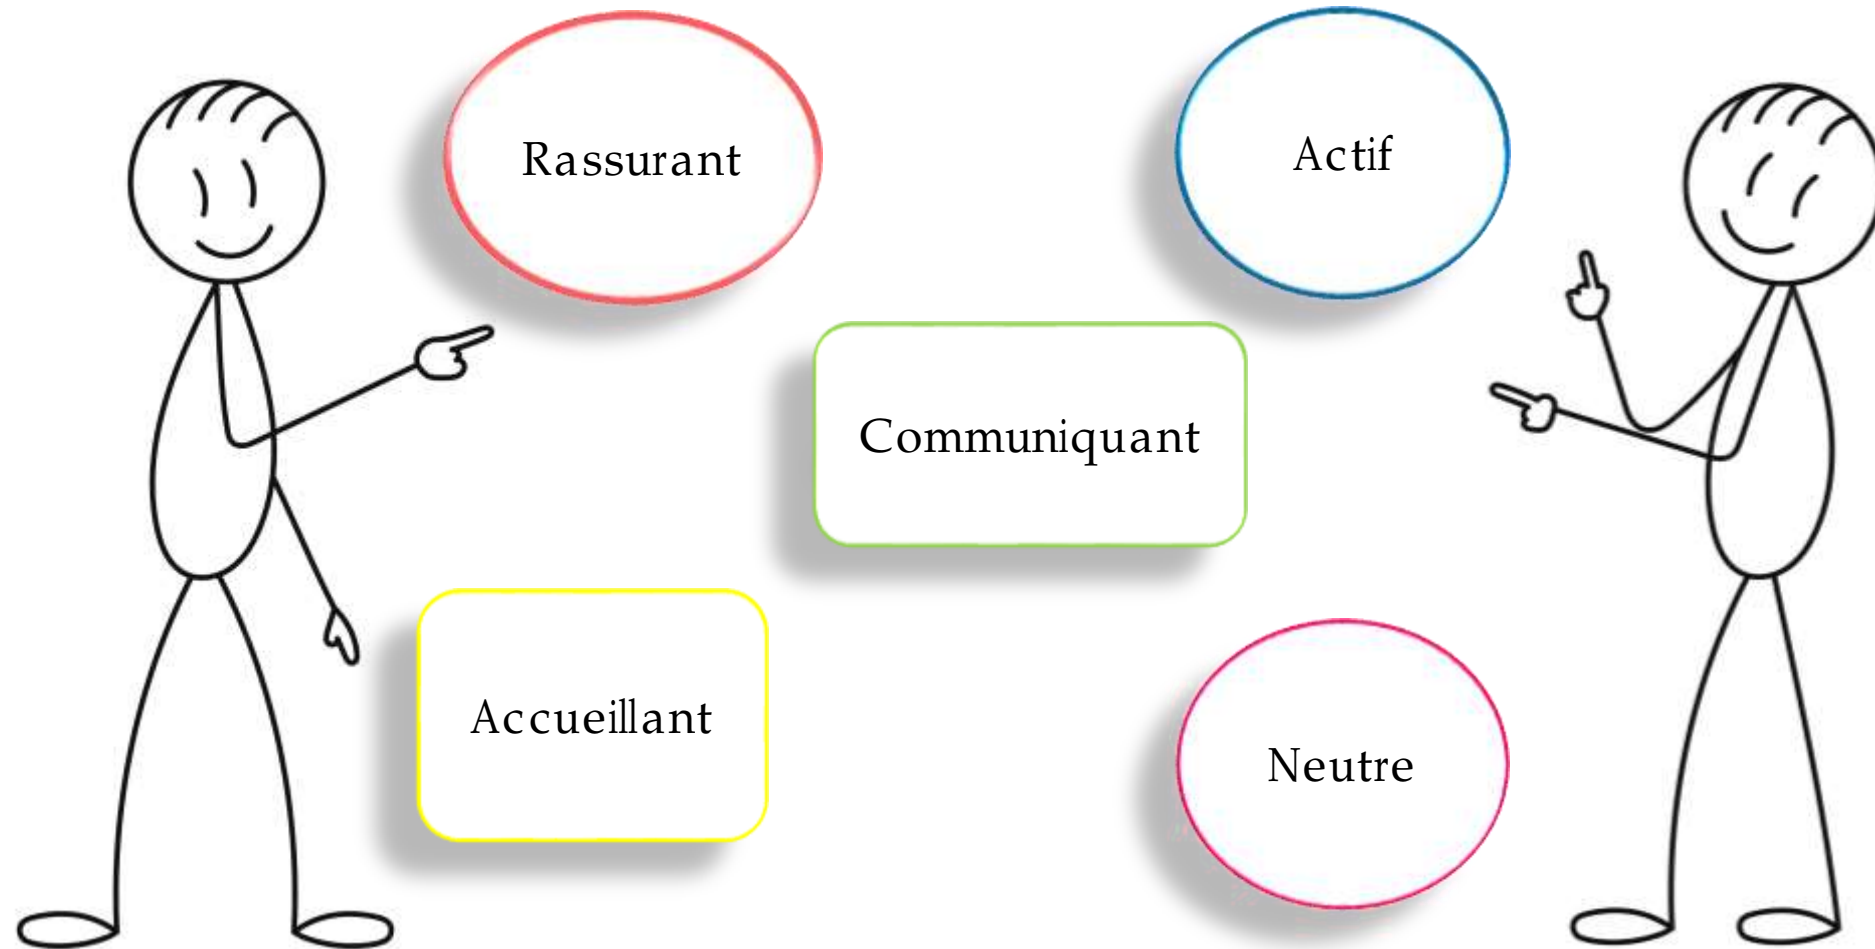 Rassurant
Actif
Communiquant
Accueillant
Neutre